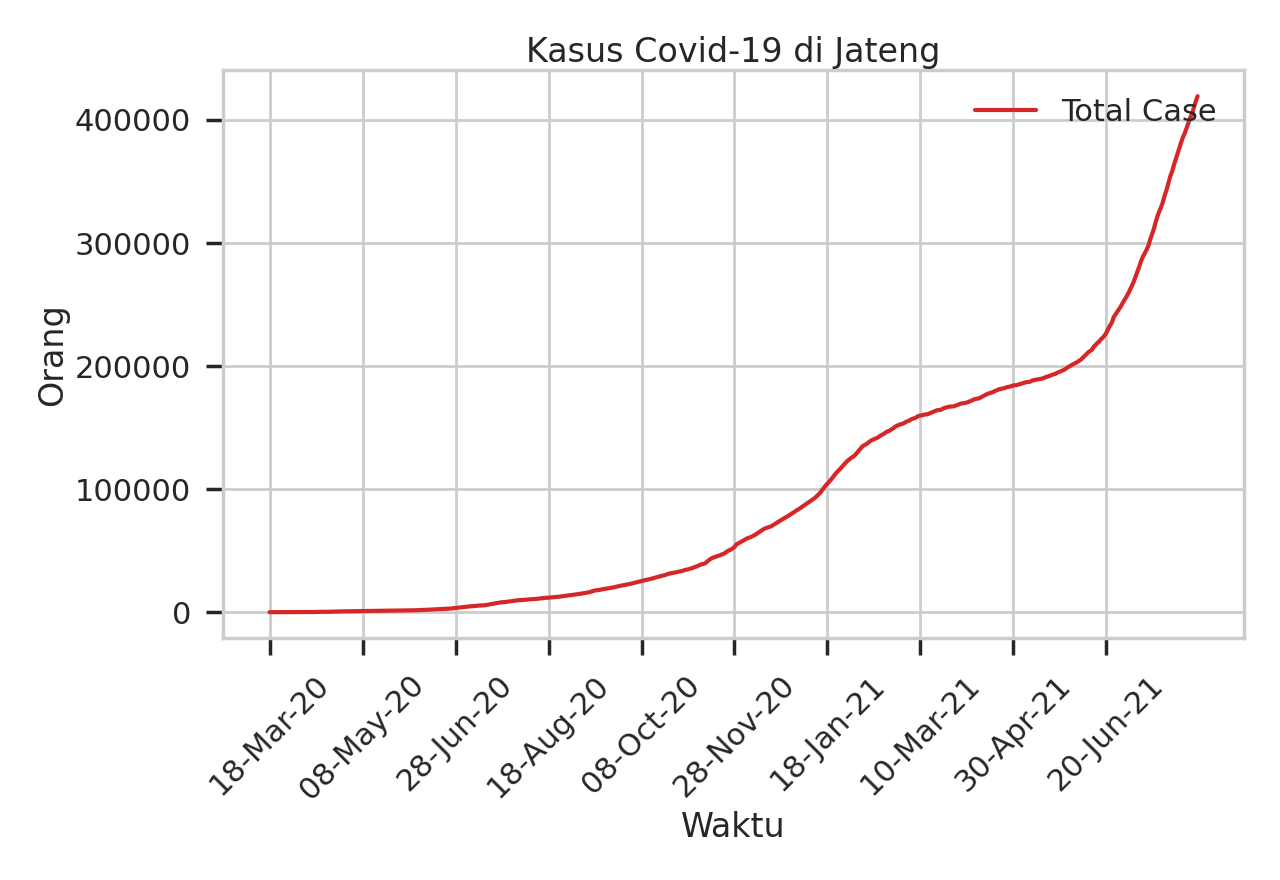 Kasus Covid-19 di Jateng
Total Case
400000
300000
200000
100000
0
Orang
18-Mar-20
08-May-20
28-Jun-20
18-Aug-20
08-Oct-20
28-Nov-20
18-Jan-21
10-Mar-21
30-Apr-21
20-Jun-21
Waktu